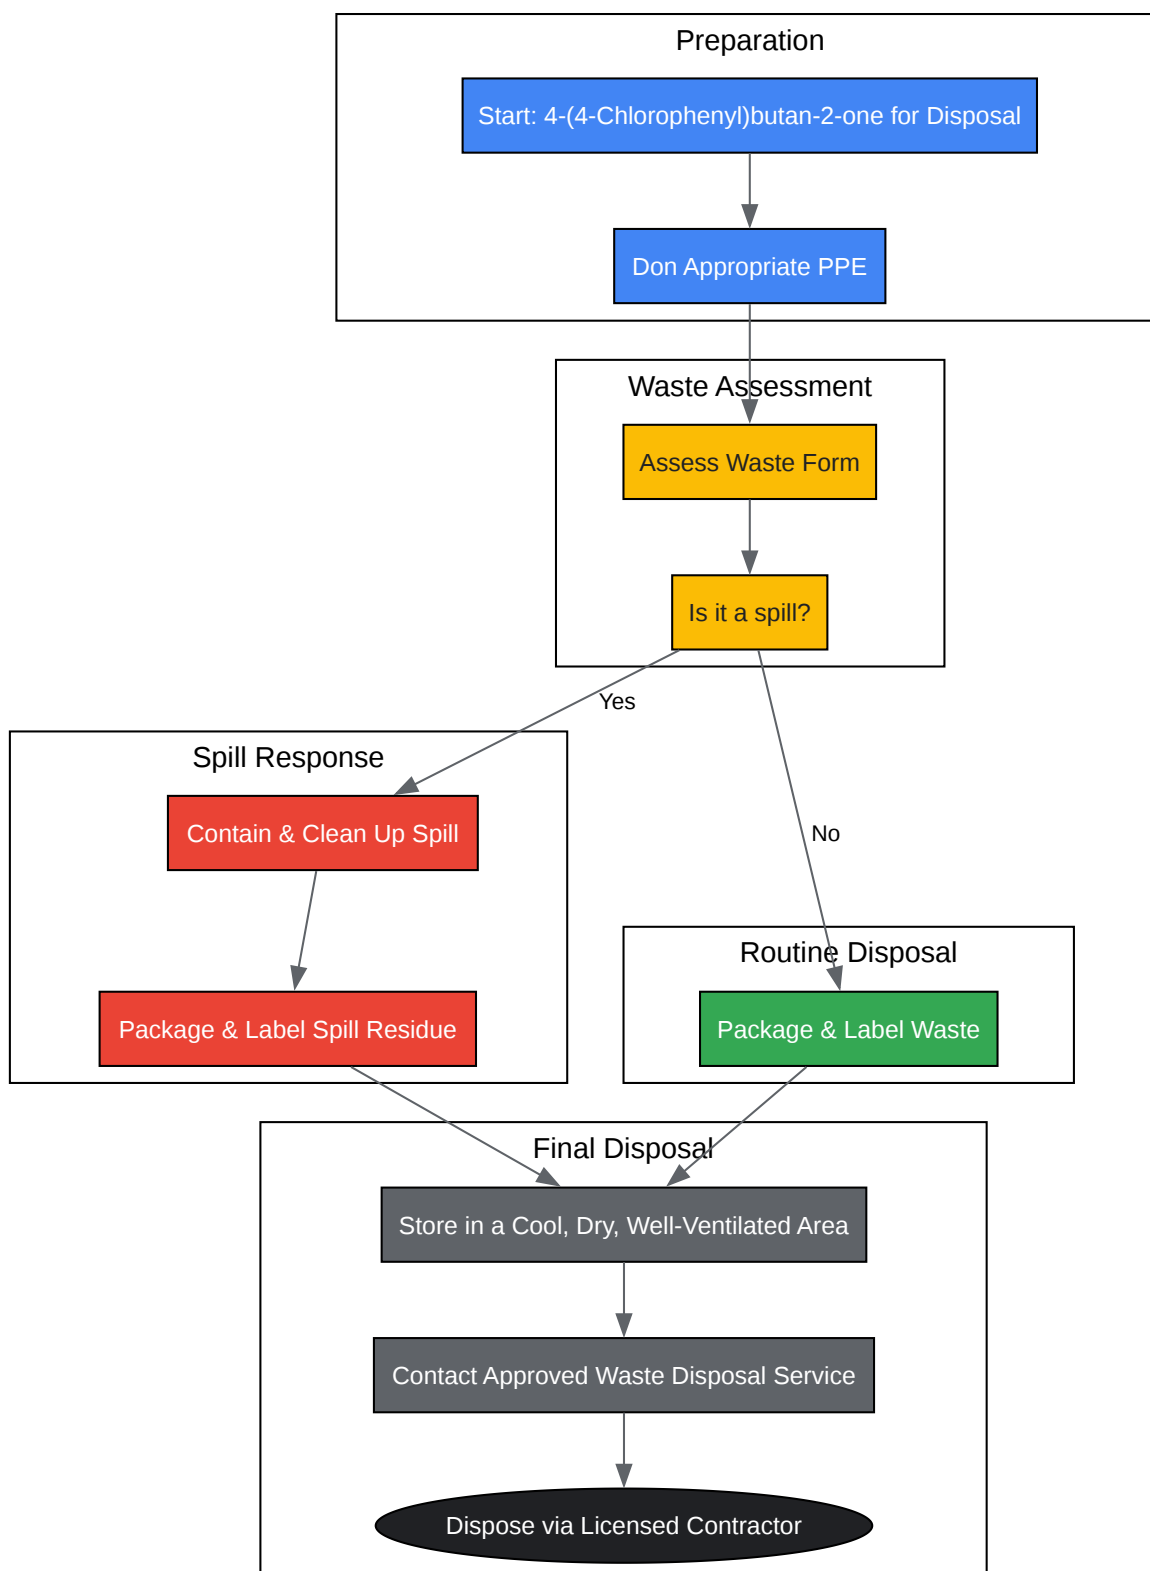 Preparation
Start: 4-(4-Chlorophenyl)butan-2-one for Disposal
Don Appropriate PPE
Waste Assessment
Assess Waste Form
Is it a spill?
Yes
No
Spill Response
Contain & Clean Up Spill
Package & Label Spill Residue
Routine Disposal
Package & Label Waste
Final Disposal
Store in a Cool, Dry, Well-Ventilated Area
Contact Approved Waste Disposal Service
Dispose via Licensed Contractor